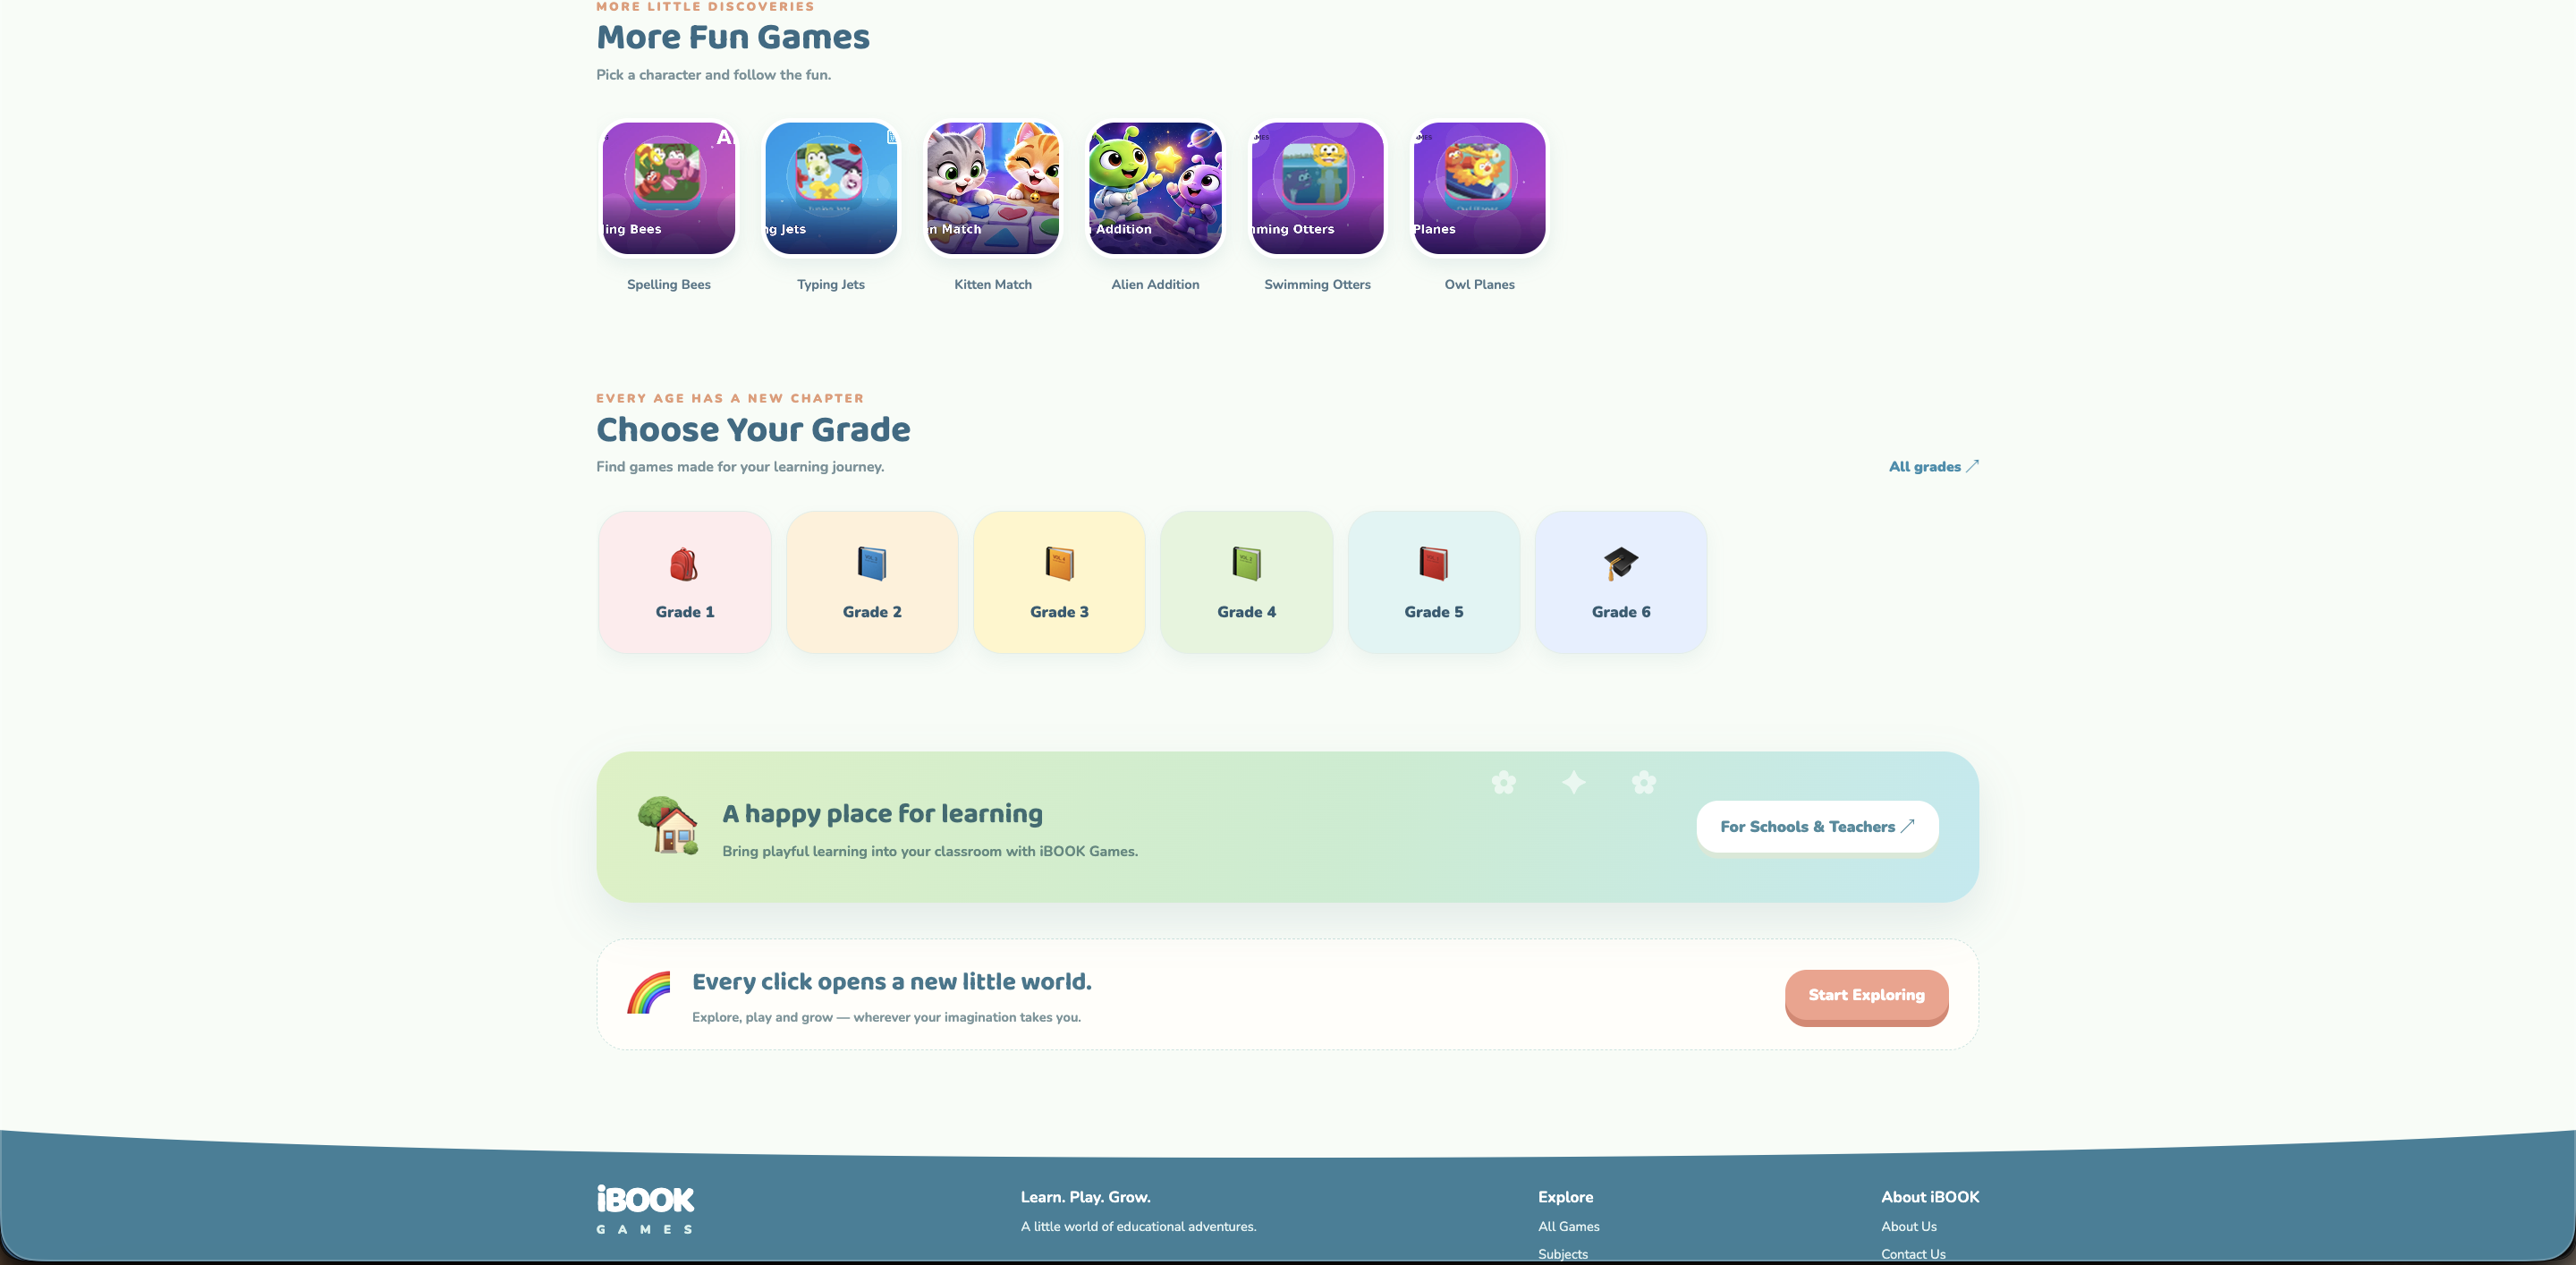 MORE LITTLE DISCOVERIES
More Fun Games
Pick a character and follow the fun.
ing Bees
ng Jets
n Match
Addition
mming Otters
Planes
Spelling Bees
Typing Jets
Kitten Match
Alien Addition
Swimming Otters
Owl Planes
EVERY AGE HAS A NEW CHAPTER
Choose Your Grade
Find games made for your learning journey.
All grades ↗
Grade 1
Grade 2
Grade 3
Grade 4
Grade 5
Grade 6
A happy place for learning
Bring playful learning into your classroom with iBOOK Games.
For Schools & Teachers ↗
Every click opens a new little world.
Explore, play and grow — wherever your imagination takes you.
Start Exploring
iBOOK
GAMES
Learn. Play. Grow.
A little world of educational adventures.
Explore
All Games
Subjects
About iBOOK
About Us
Contact Us